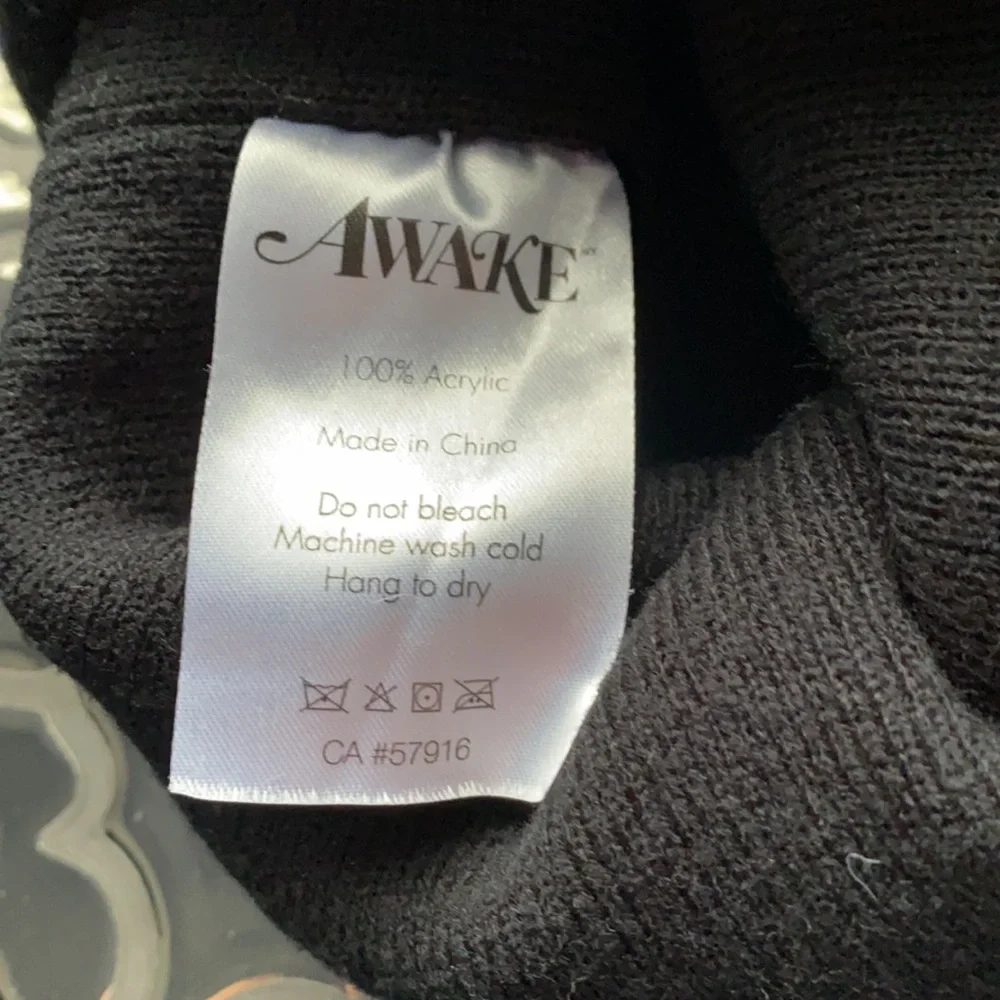 AWAKE
100% Acrylic
Made in China
Do not bleach
Machine wash cold
Hang to dry
CA #57916